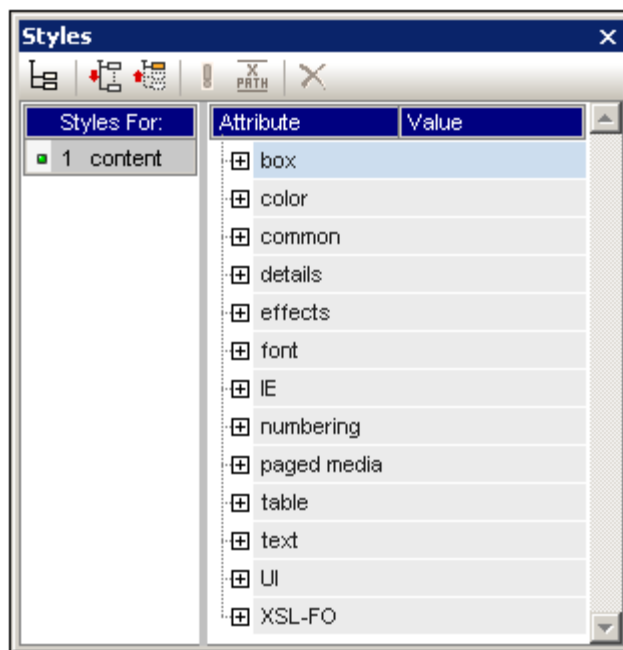 Styles
X
PATH
Styles For:
Attribute Value
1 content
box
color
common
details
effects
font
IE
numbering
paged media
table
text
UI
XSL-FO